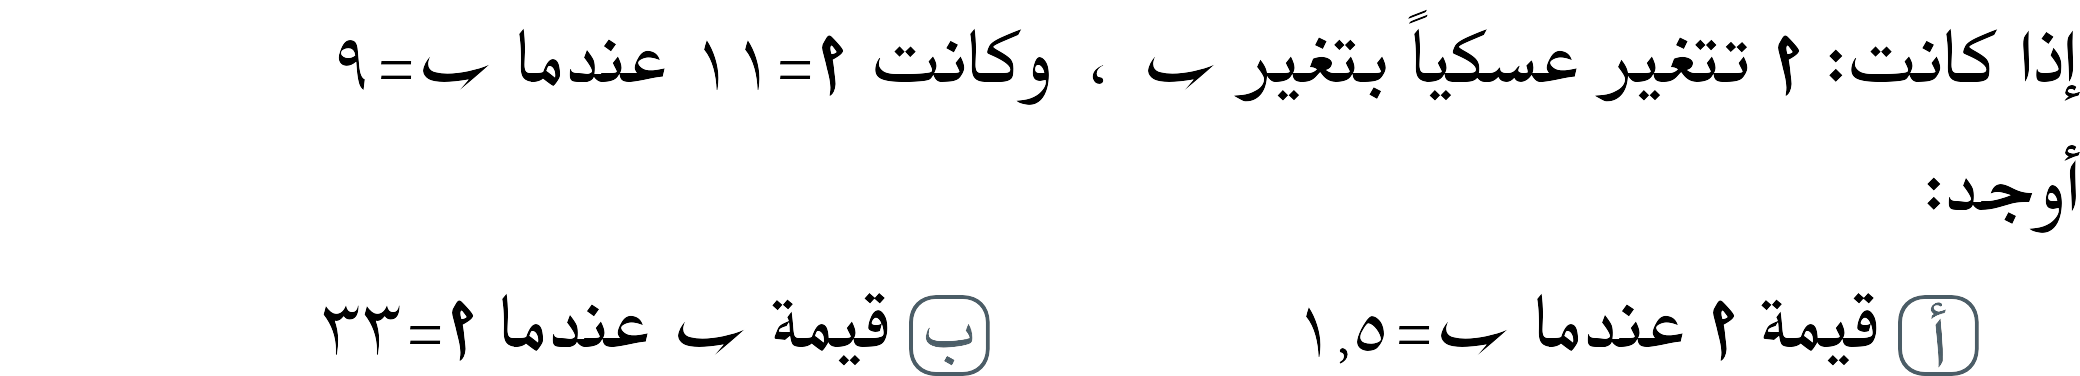 إذا كانت: م تتغير عسكياً بتغير ب ، وكانت م=١١ عندما ب=٩
أوجد:
أ قيمة م عندما ب=١,٥ ب قيمة ب عندما م=٣٣